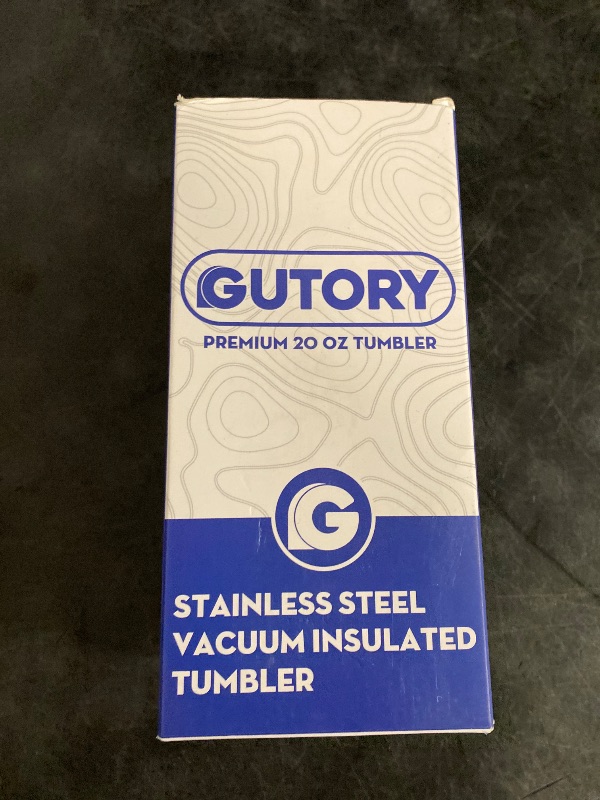 GUTORY
PREMIUM 20 OZ TUMBLER
G
STAINLESS STEEL
VACUUM INSULATED
TUMBLER